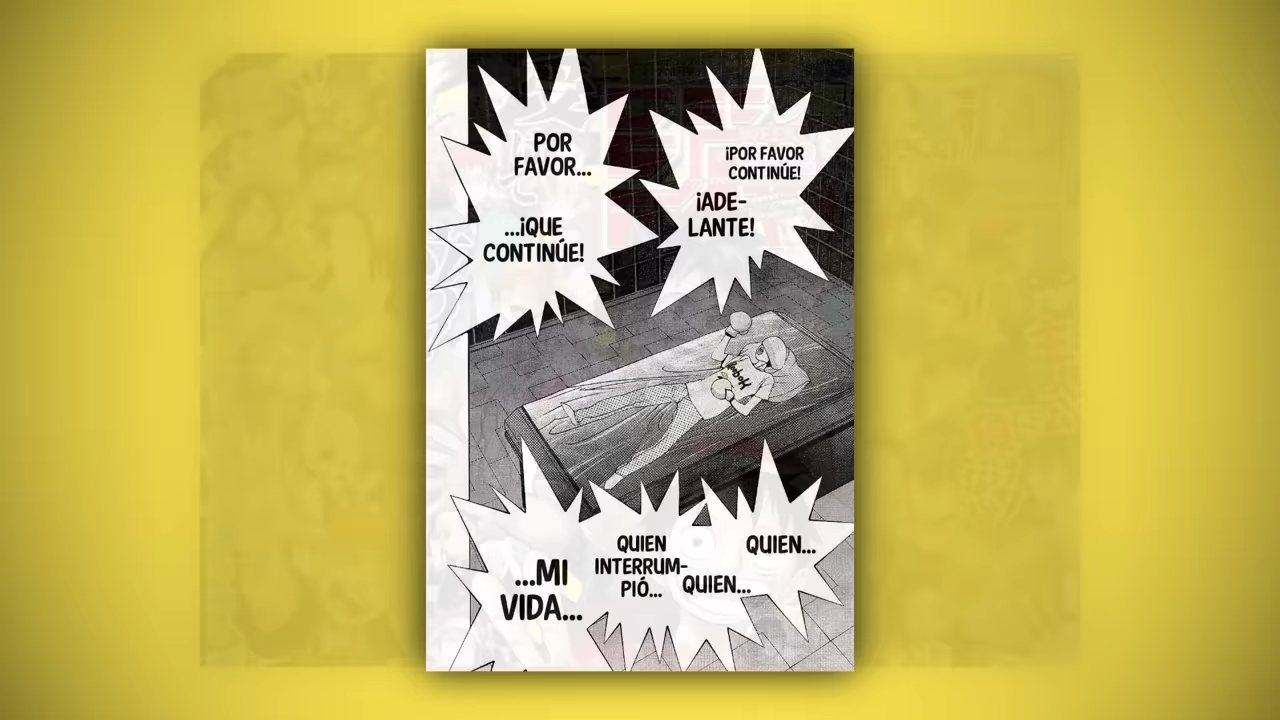 POR
FAVOR...
...¡QUE
CONTINÚE!
¡POR FAVOR
CONTINÚE!
¡ADE-
LANTE!
...MI
VIDA...
QUIEN
INTERRUM-
PIÓ...
QUIEN...
QUIEN...